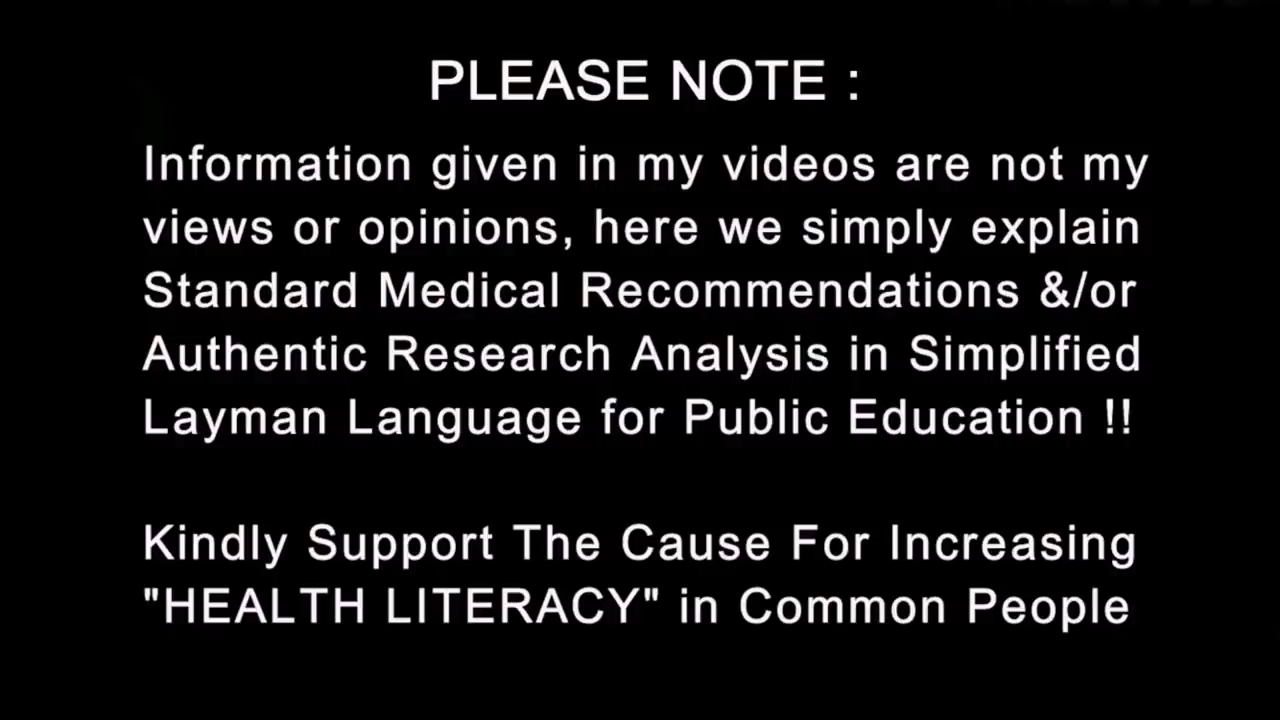 PLEASE NOTE :
Information given in my videos are not my
views or opinions, here we simply explain
Standard Medical Recommendations &/or
Authentic Research Analysis in Simplified
Layman Language for Public Education !!
Kindly Support The Cause For Increasing
"HEALTH LITERACY" in Common People